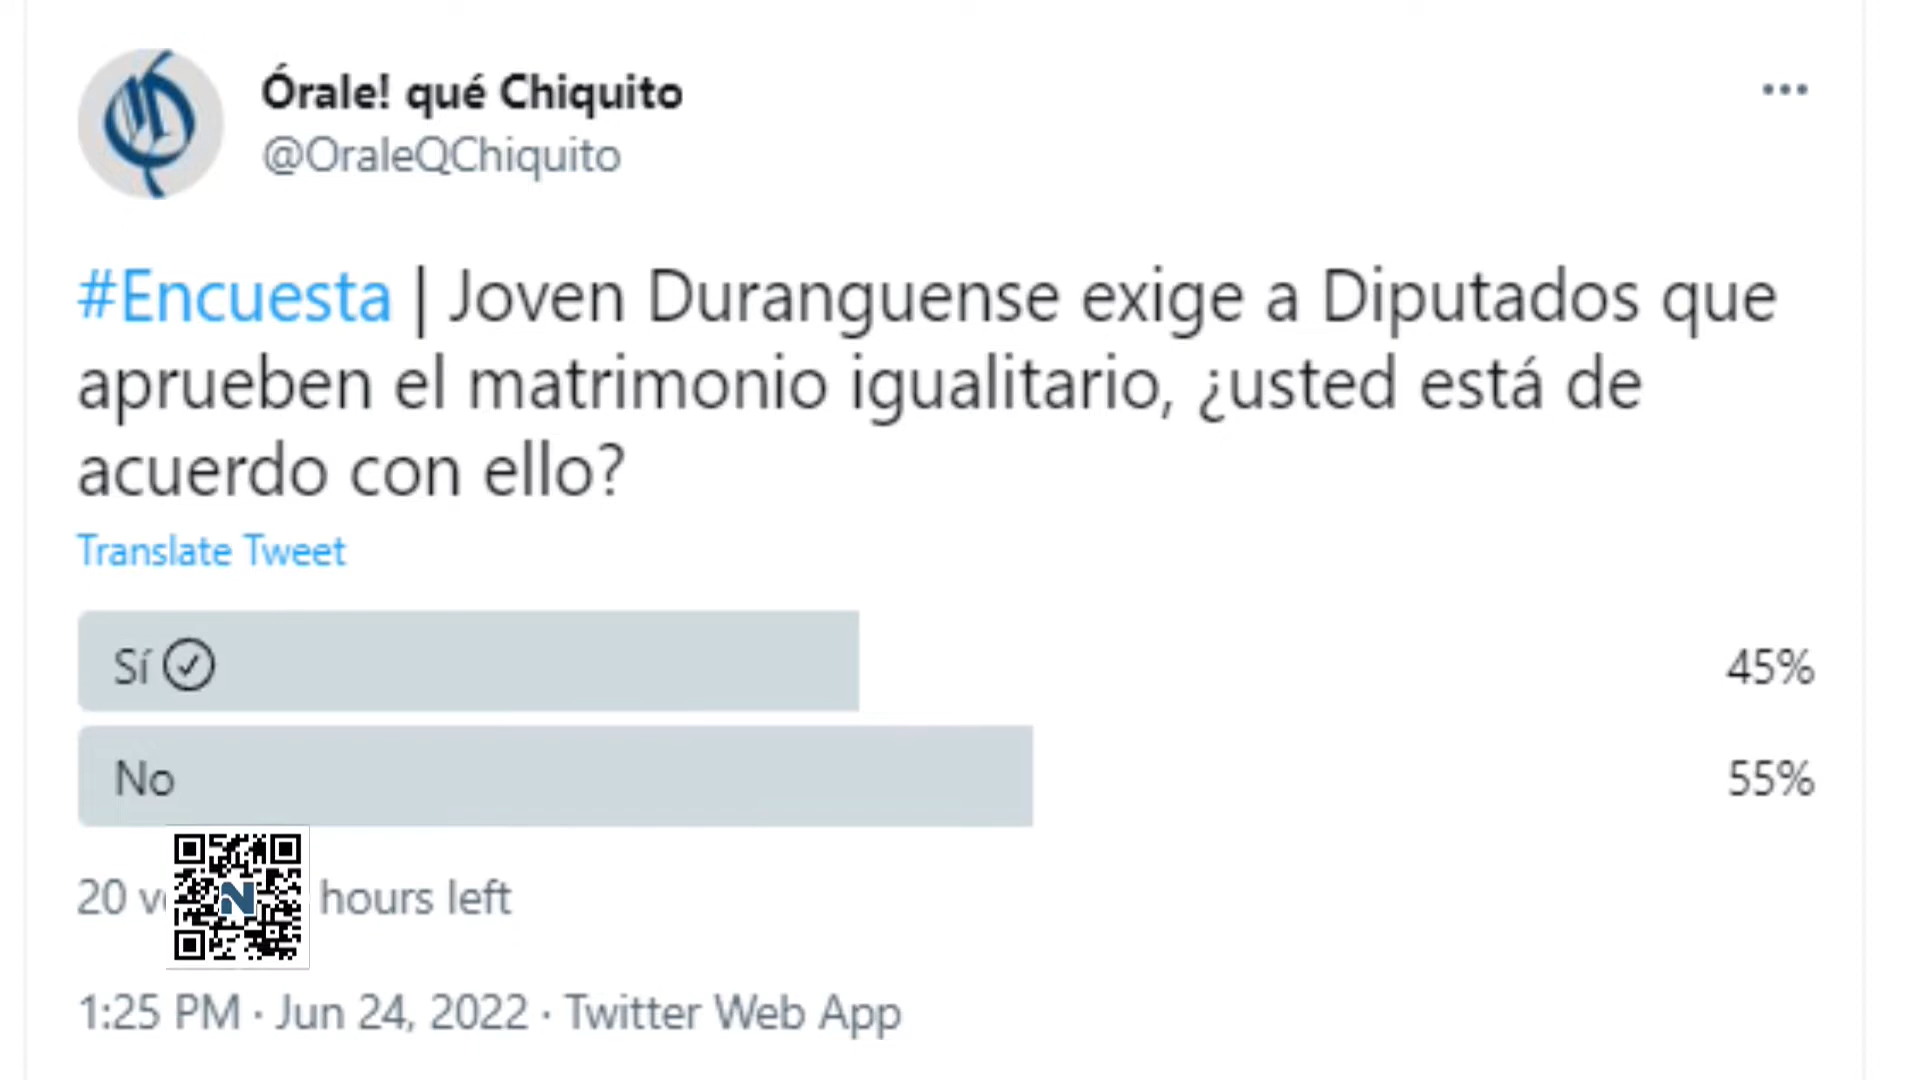 Órale! qué Chiquito
@OraleQChiquito
#Encuesta | Joven Duranguense exige a Diputados que
aprueben el matrimonio igualitario, ¿usted está de
acuerdo con ello?
Translate Tweet
Sí 45%
No 55%
20 hours left
1:25 PM · Jun 24, 2022 · Twitter Web App